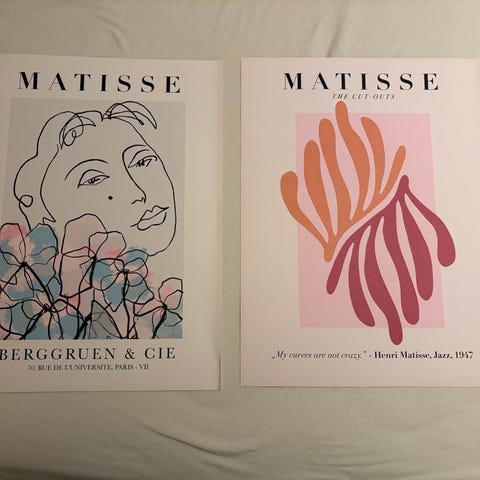 MATISSE
BERGGRUEN & CIE
70, RUE DE L'UNIVERSITE, PARIS - VII
MATISSE
THE CUT-OUTS
„My curves are not crazy." - Henri Matisse, Jazz, 1947